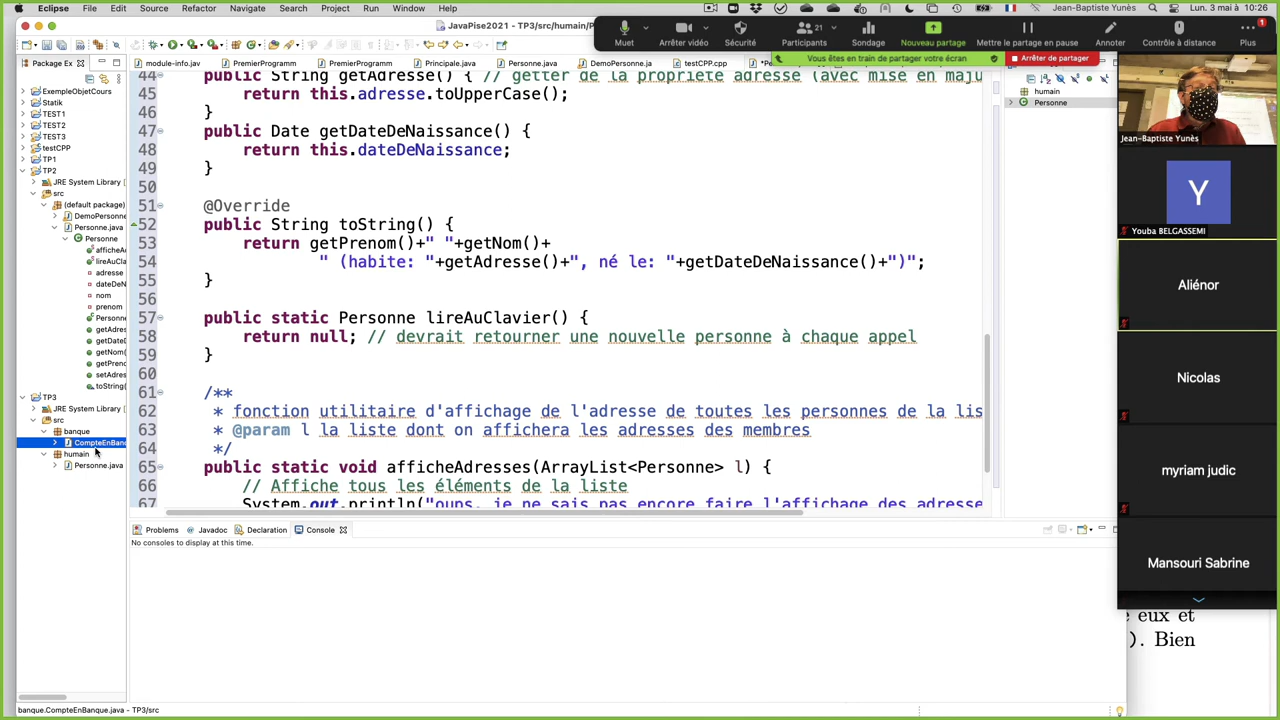 Eclipse File Edit Source Refactor Navigate Search Project Run Window Help Jean-Baptiste Yunès Lun. 3 mai à 10:26
JavaPise2021 - TP3/src/humain/P
Muet Arrêter vidéo Sécurité Participants 21 Sondage Nouveau partage Mettre le partage en pause Annoter Contrôle à distance Plus 1
Vous êtes en train de partager votre écran Arrêter de partager
Package Ex
module-info.jav PremierProgramm PremierProgramm Principale.java Personne.java DemoPersonne.ja testCPP.cpp
ExempleObjetCours
Statik
TEST1
TEST2
TEST3
testCPP
TP1
TP2
JRE System Library
src
(default package)
DemoPersonne
Personne.java
Personne
afficheAd
lireAuCla
adresse
dateDeN
nom
prenom
Personne
getAdres
getDateD
getNom()
getPreno
setAdres
toString(
TP3
JRE System Library
src
banque
CompteEnBanq
humain
Personne.java
44 public String getAdresse() { // getter de la propriete adresse (avec mise en maju
45 return this.adresse.toUpperCase();
46 }
47 public Date getDateDeNaissance() {
48 return this.dateDeNaissance;
49 }
50
51 @Override
52 public String toString() {
53 return getPrenom()+" "+getNom()+
54 " (habite: "+getAdresse()+", né le: "+getDateDeNaissance()+")";
55 }
56
57 public static Personne lireAuClavier() {
58 return null; // devrait retourner une nouvelle personne à chaque appel
59 }
60
61 /**
62 * fonction utilitaire d'affichage de l'adresse de toutes les personnes de la lis
63 * @param l la liste dont on affichera les adresses des membres
64 */
65 public static void afficheAdresses(ArrayList<Personne> l) {
66 // Affiche tous les éléments de la liste
67 System.out.println("oups, je ne sais pas encore faire l'affichage des adresse
humain
Personne
Problems Javadoc Declaration Console
No consoles to display at this time.
banque.CompteEnBanque.java - TP3/src
Jean-Baptiste Yunès
Y
Youba BELGASSEMI
Aliénor
Nicolas
myriam judic
Mansouri Sabrine
eux et
). Bien